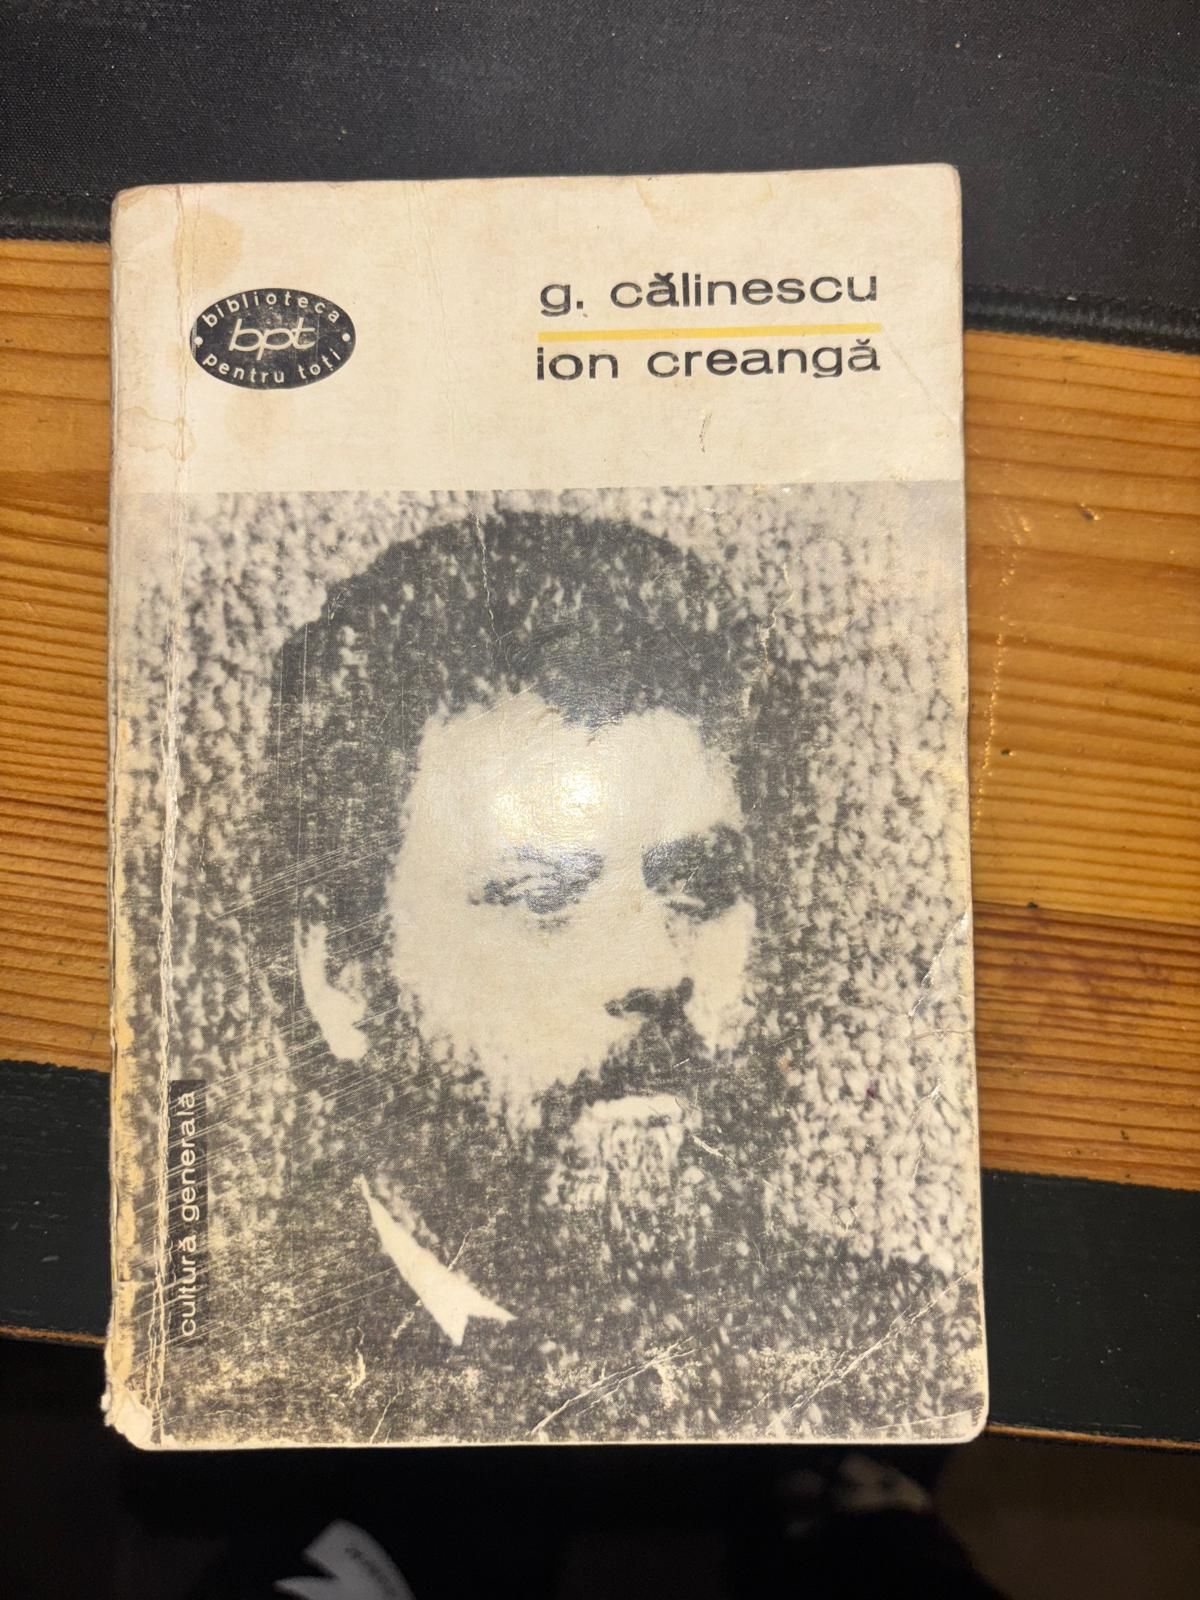 biblioteca
bpt
pentru toți
g. călinescu
ion creangă
cultură generală